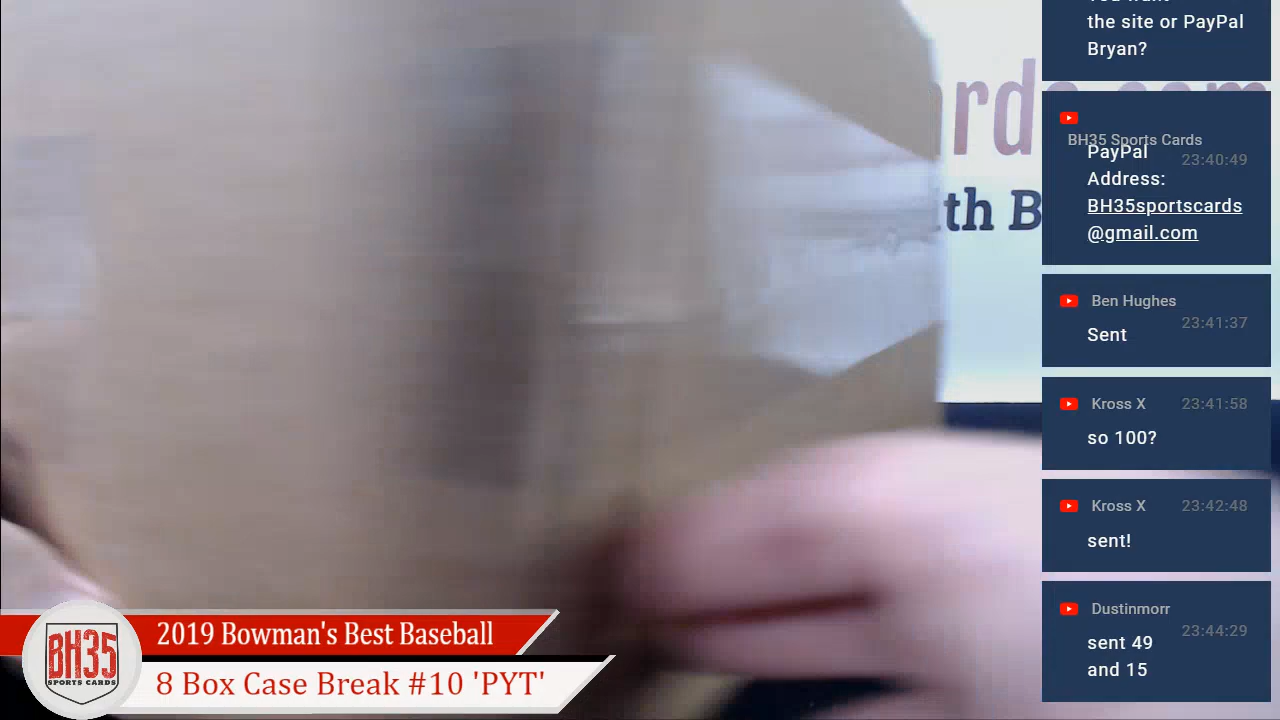 the site or PayPal
Bryan?
BH35 Sports Cards
23:40:49
PayPal
Address:
BH35sportscards
@gmail.com
Ben Hughes
23:41:37
Sent
Kross X 23:41:58
so 100?
Kross X 23:42:48
sent!
Dustinmorr
23:44:29
sent 49
and 15
ith B
2019 Bowman's Best Baseball
8 Box Case Break #10 'PYT'
BH35
SPORTS CARDS